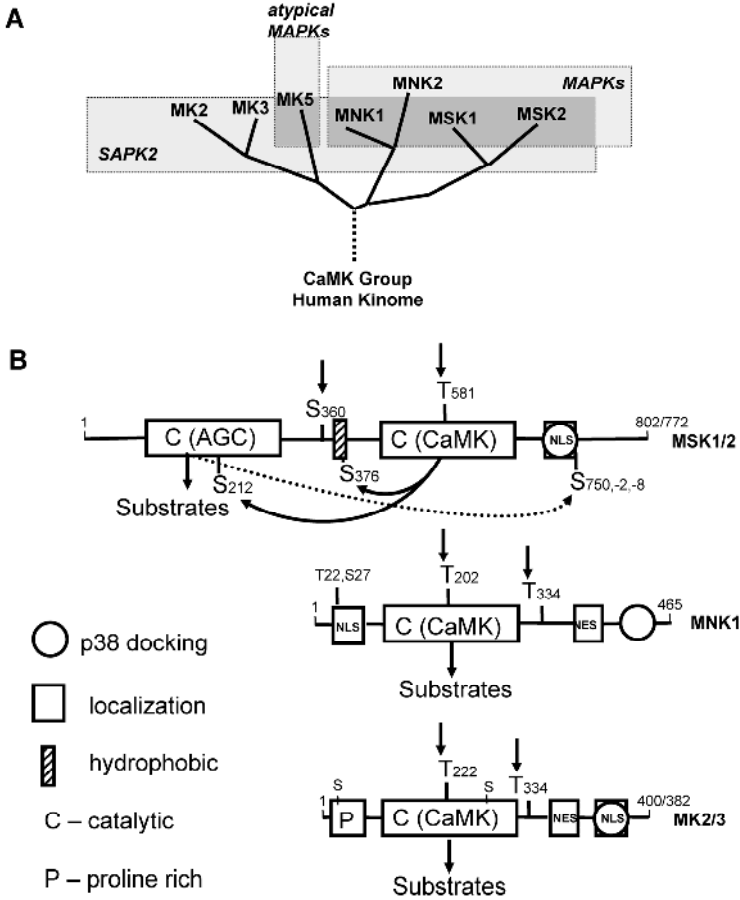 A
atypical
MAPKs
MNK2
MAPKs
MK2
MK3
MK5
MNK1
MSK1
MSK2
SAPK2
CaMK Group
Human Kinome
B
T581
1
S360
802/772
C (AGC)
C (CaMK)
NLS
MSK1/2
S376
S212
S750,-2,-8
Substrates
T22,S27
T202
T334
1
465
NLS
C (CaMK)
NES
MNK1
p38 docking
Substrates
localization
hydrophobic
T222
S
S
T334
1
400/382
C – catalytic
P
C (CaMK)
NES
NLS
MK2/3
P – proline rich
Substrates